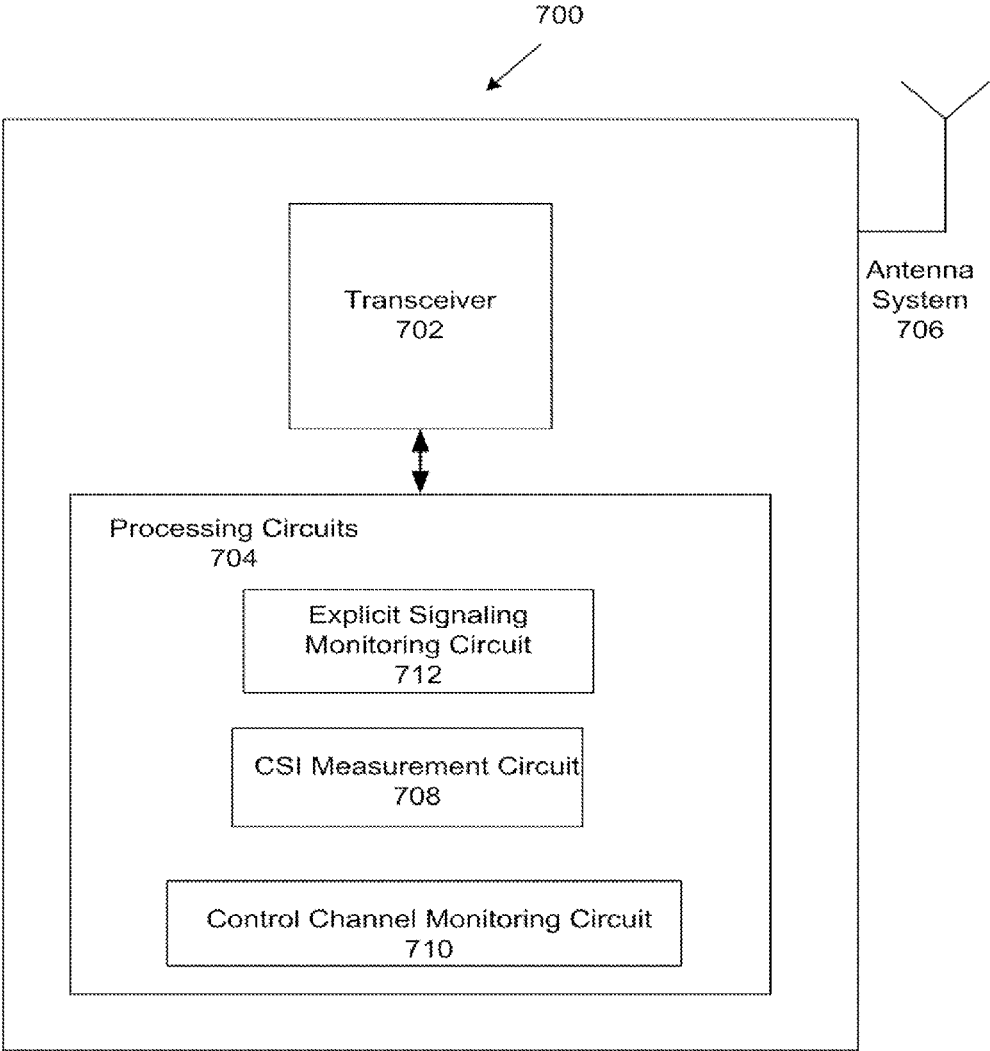 700
Transceiver
702
Antenna
System
706
Processing Circuits
704
Explicit Signaling
Monitoring Circuit
712
CSI Measurement Circuit
708
Control Channel Monitoring Circuit
710